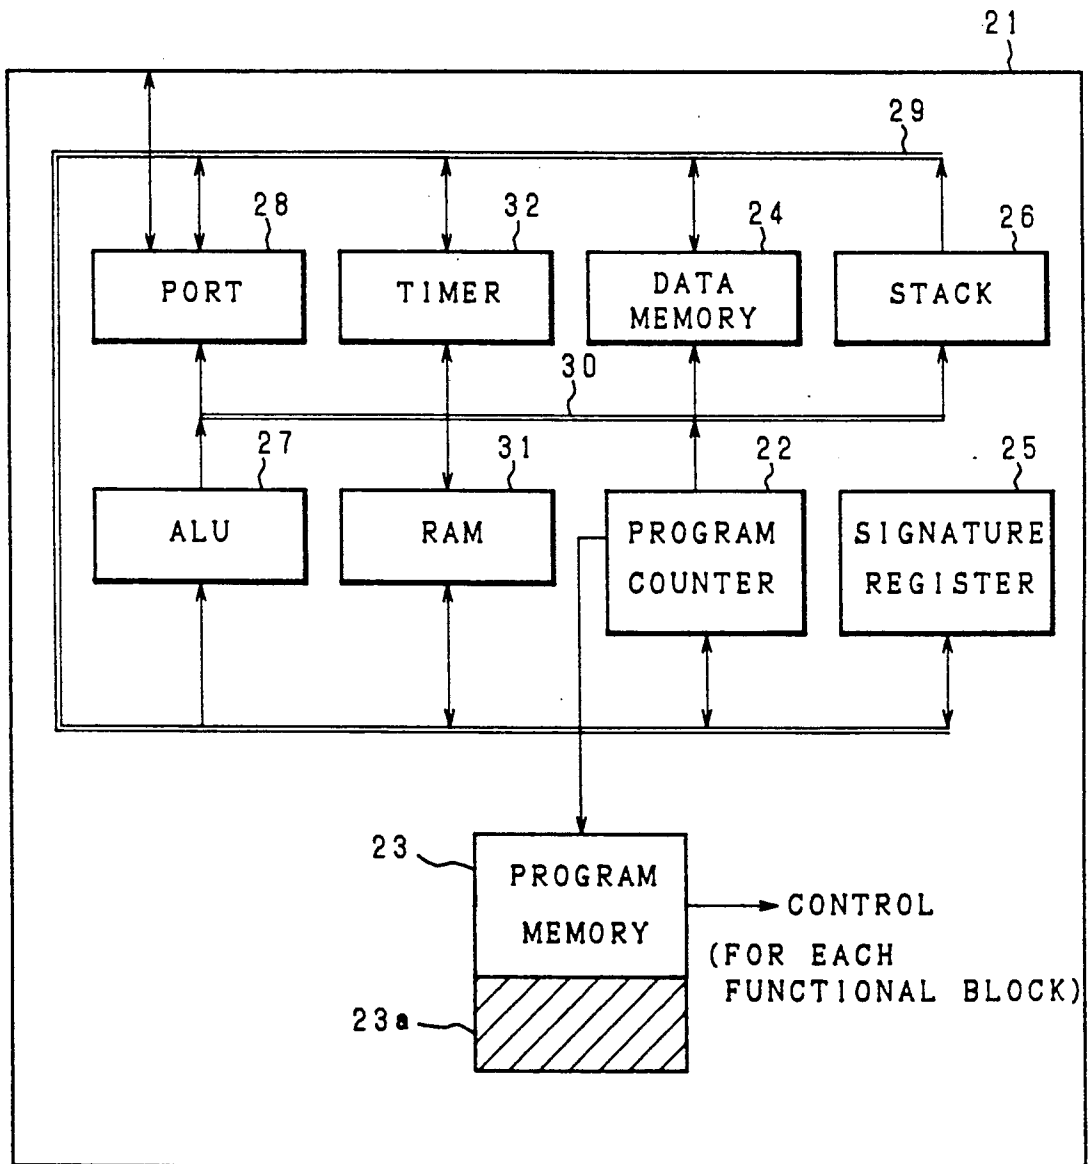 21
29
28
32
24
26
PORT
TIMER
DATA
MEMORY
STACK
30
27
31
22
25
ALU
RAM
PROGRAM
COUNTER
SIGNATURE
REGISTER
23
PROGRAM
MEMORY
CONTROL
(FOR EACH
FUNCTIONAL BLOCK)
23a